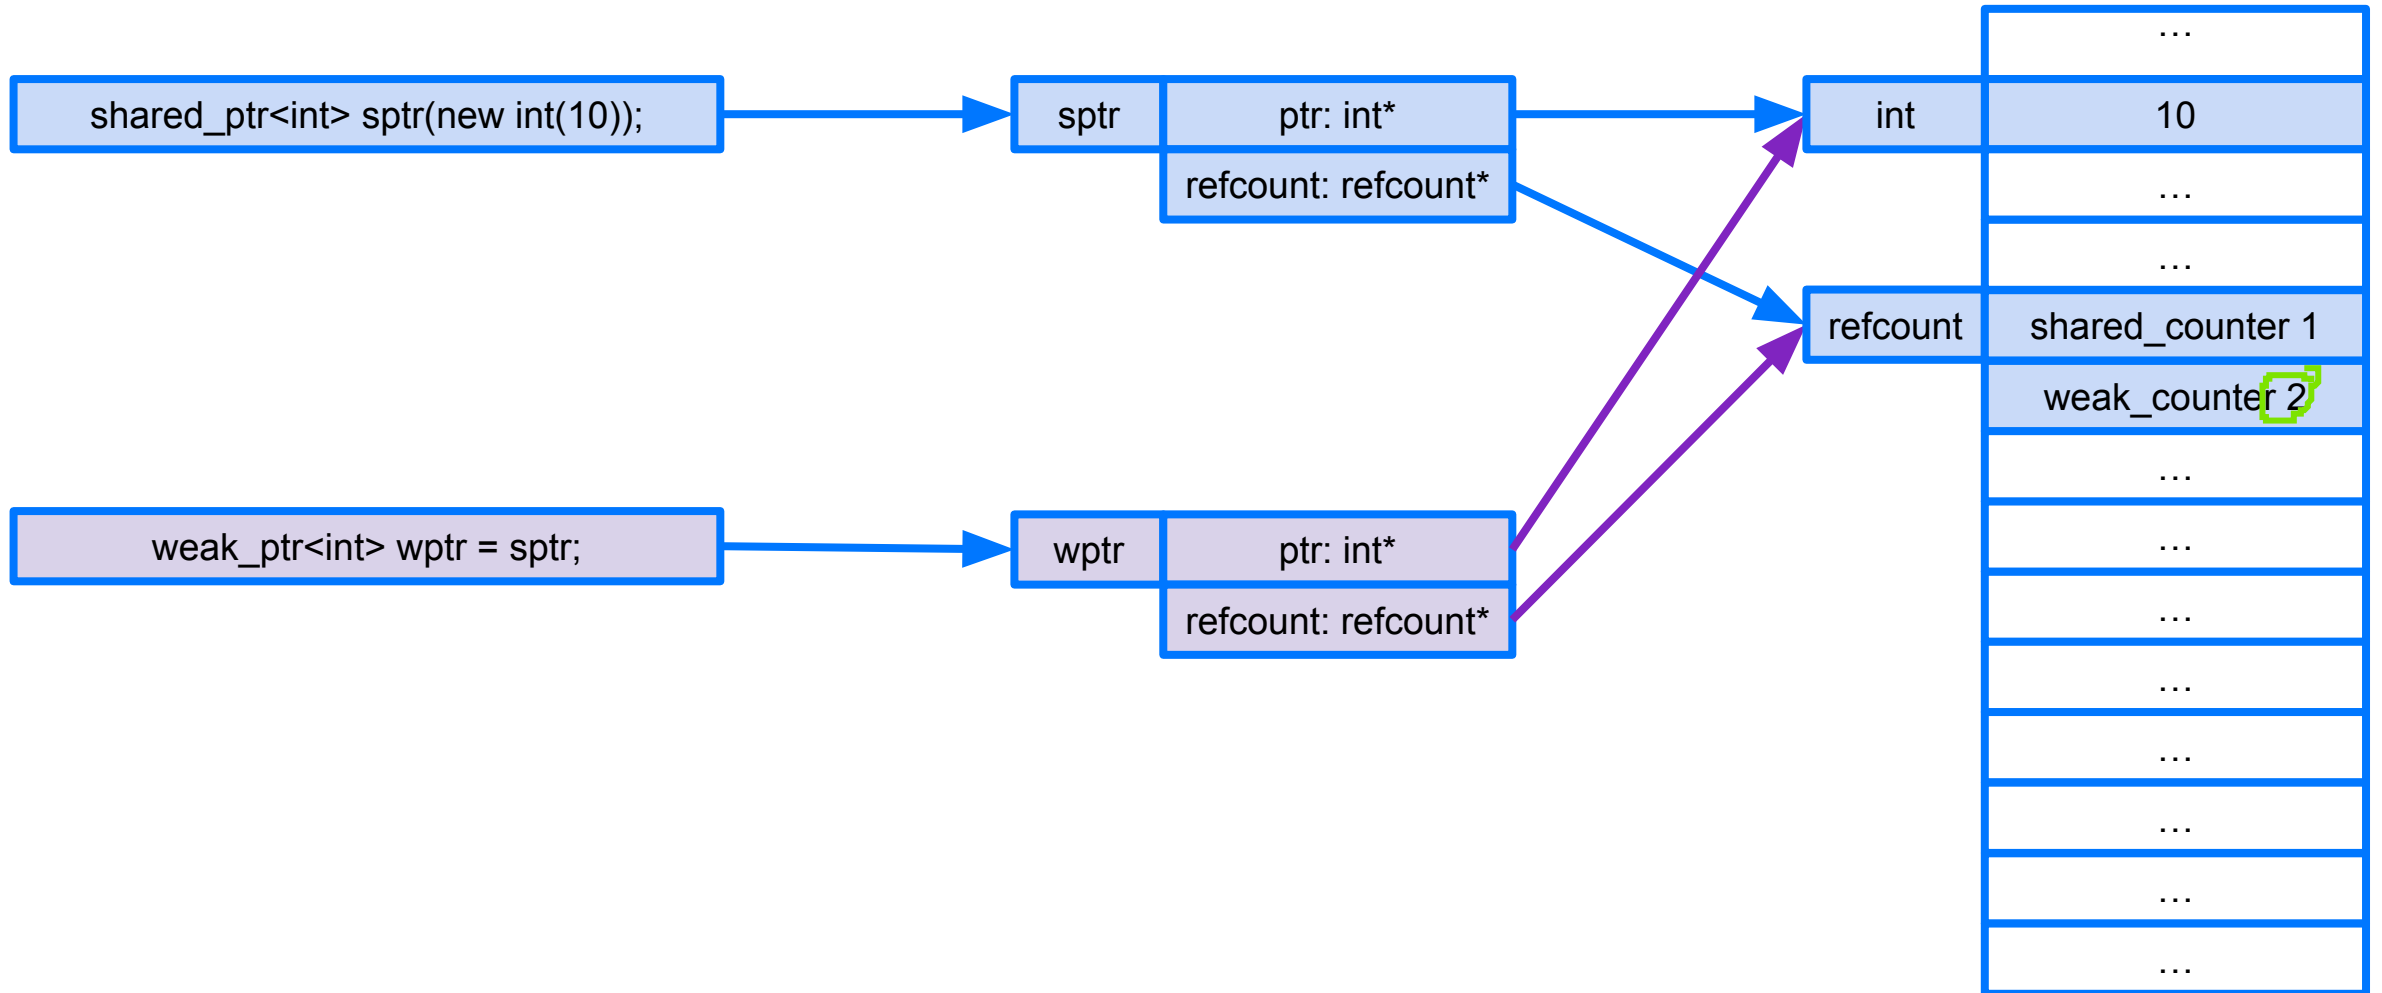 …
shared_ptr<int> sptr(new int(10));
sptr
ptr: int*
int
10
refcount: refcount*
…
…
refcount
shared_counter 1
weak_counter 2
…
weak_ptr<int> wptr = sptr;
wptr
ptr: int*
…
refcount: refcount*
…
…
…
…
…
…